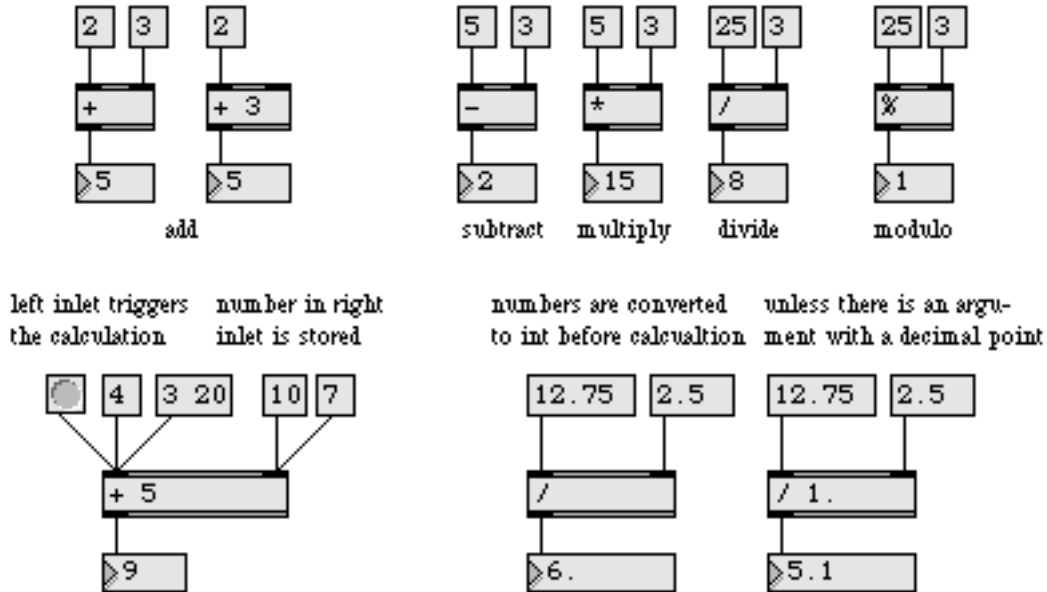 2 3 2 5 3 5 3 25 3 25 3
+ + 3 - * / %
5 5 2 15 8 1
add subtract multiply divide modulo
left inlet triggers number in right numbers are converted unless there is an argu-
the calculation inlet is stored to int before calcualtion ment with a decimal point
4 3 20 10 7 12.75 2.5 12.75 2.5
+ 5 / / 1.
9 6. 5.1